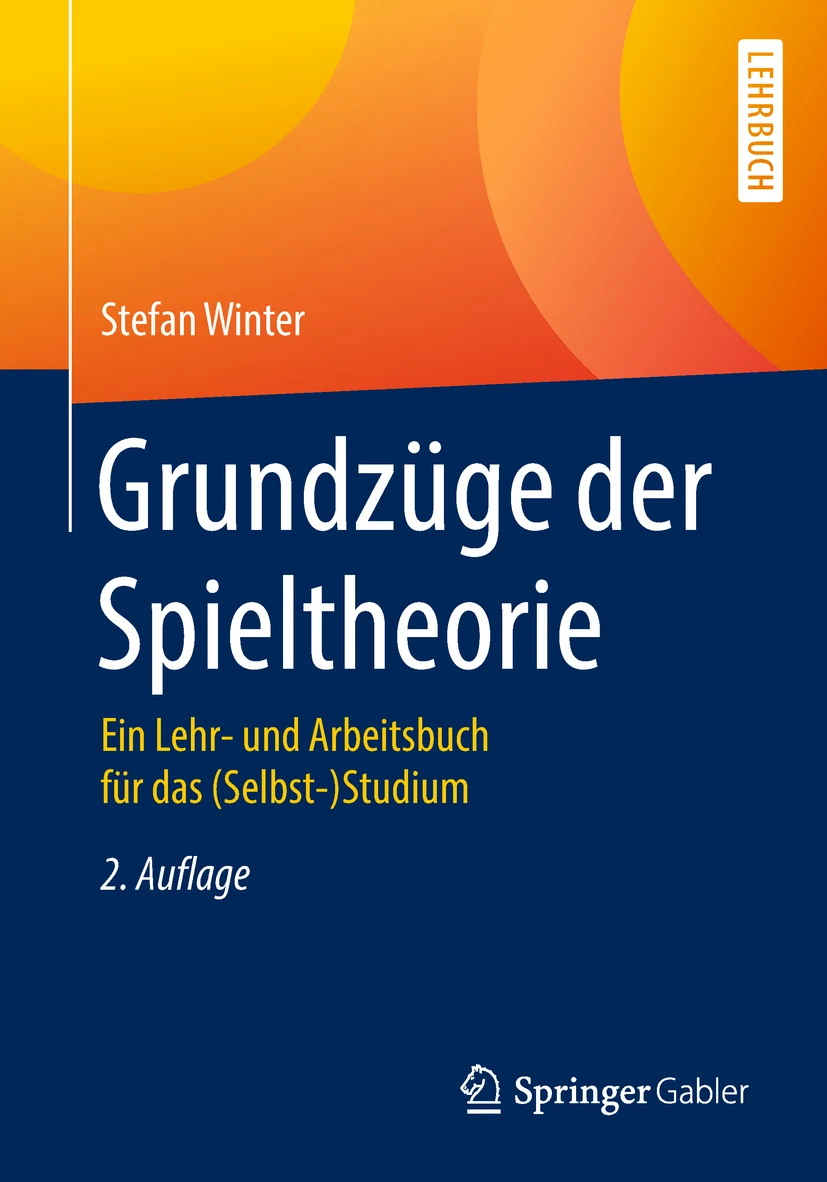 LEHRBUCH
Stefan Winter
Grundzüge der
Spieltheorie
Ein Lehr- und Arbeitsbuch
für das (Selbst-)Studium
2. Auflage
Springer Gabler